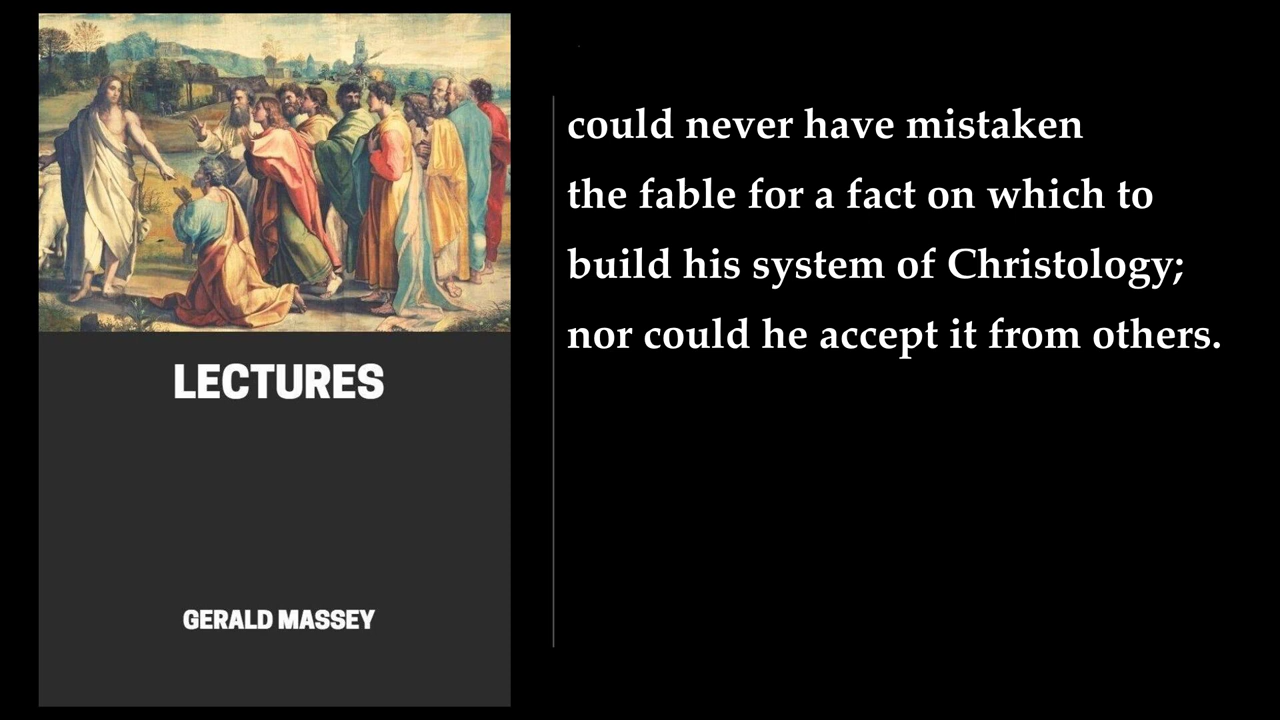 LECTURES
GERALD MASSEY
could never have mistaken
the fable for a fact on which to
build his system of Christology;
nor could he accept it from others.